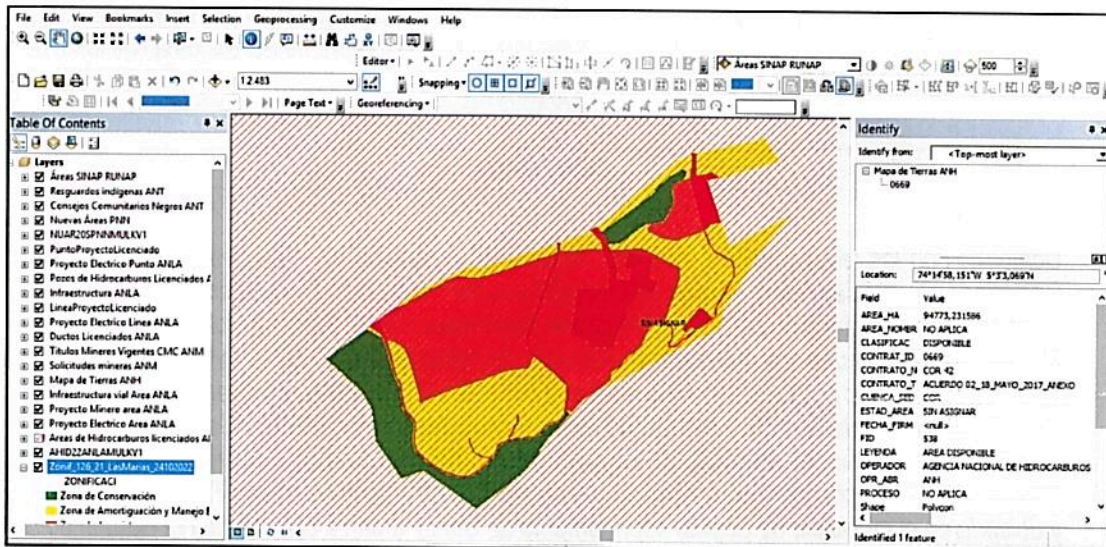 File Edit View Bookmarks Insert Selection Geoprocessing Customize Windows Help
Editor
Áreas SINAP RUNAP
500
1:2.483
Snapping
Page Text
Georeferencing
Table Of Contents
Layers
Áreas SINAP RUNAP
Resguardos indígenas ANT
Consejos Comunitarios Negros ANT
Nuevas Áreas PNN
NUAR20SPNNMULKV1
PuntoProyectoLicenciado
Proyecto Electrico Punto ANLA
Pozos de Hidrocarburos Licenciados A
Infraestructura ANLA
LineaProyectoLicenciado
Proyecto Electrico Linea ANLA
Ductos Licenciados ANLA
Titulos Mineros Vigentes CMC ANM
Solicitudes mineras ANM
Mapa de Tierras ANH
Infraestructura vial Area ANLA
Proyecto Minero area ANLA
Proyecto Electrico Area ANLA
Areas de Hidrocarburos licenciados Al
AHID22ANLAMULKV1
Zonif_126_21_LasMarias_24102022
ZONIFICACI
Zona de Conservación
Zona de Amortiguación y Manejo E
SIN ASIGNAR
Identify
Identify from: <Top-most layer>
Mapa de Tierras ANH
0669
Location: 74°14'58,151"W 5°3'3,069"N
Field Value
AREA_HA 94773,231586
AREA_NOMBR NO APLICA
CLASIFICAC DISPONIBLE
CONTRAT_ID 0669
CONTRATO_N COR 42
CONTRATO_T ACUERDO 02_18_MAYO_2017_ANEXO
CUENCA_SED COR
ESTAD_AREA SIN ASIGNAR
FECHA_FIRM <null>
FID 538
LEYENDA AREA DISPONIBLE
OPERADOR AGENCIA NACIONAL DE HIDROCARBUROS
OPR_ABR ANH
PROCESO NO APLICA
Shape Polygon
Identified 1 feature